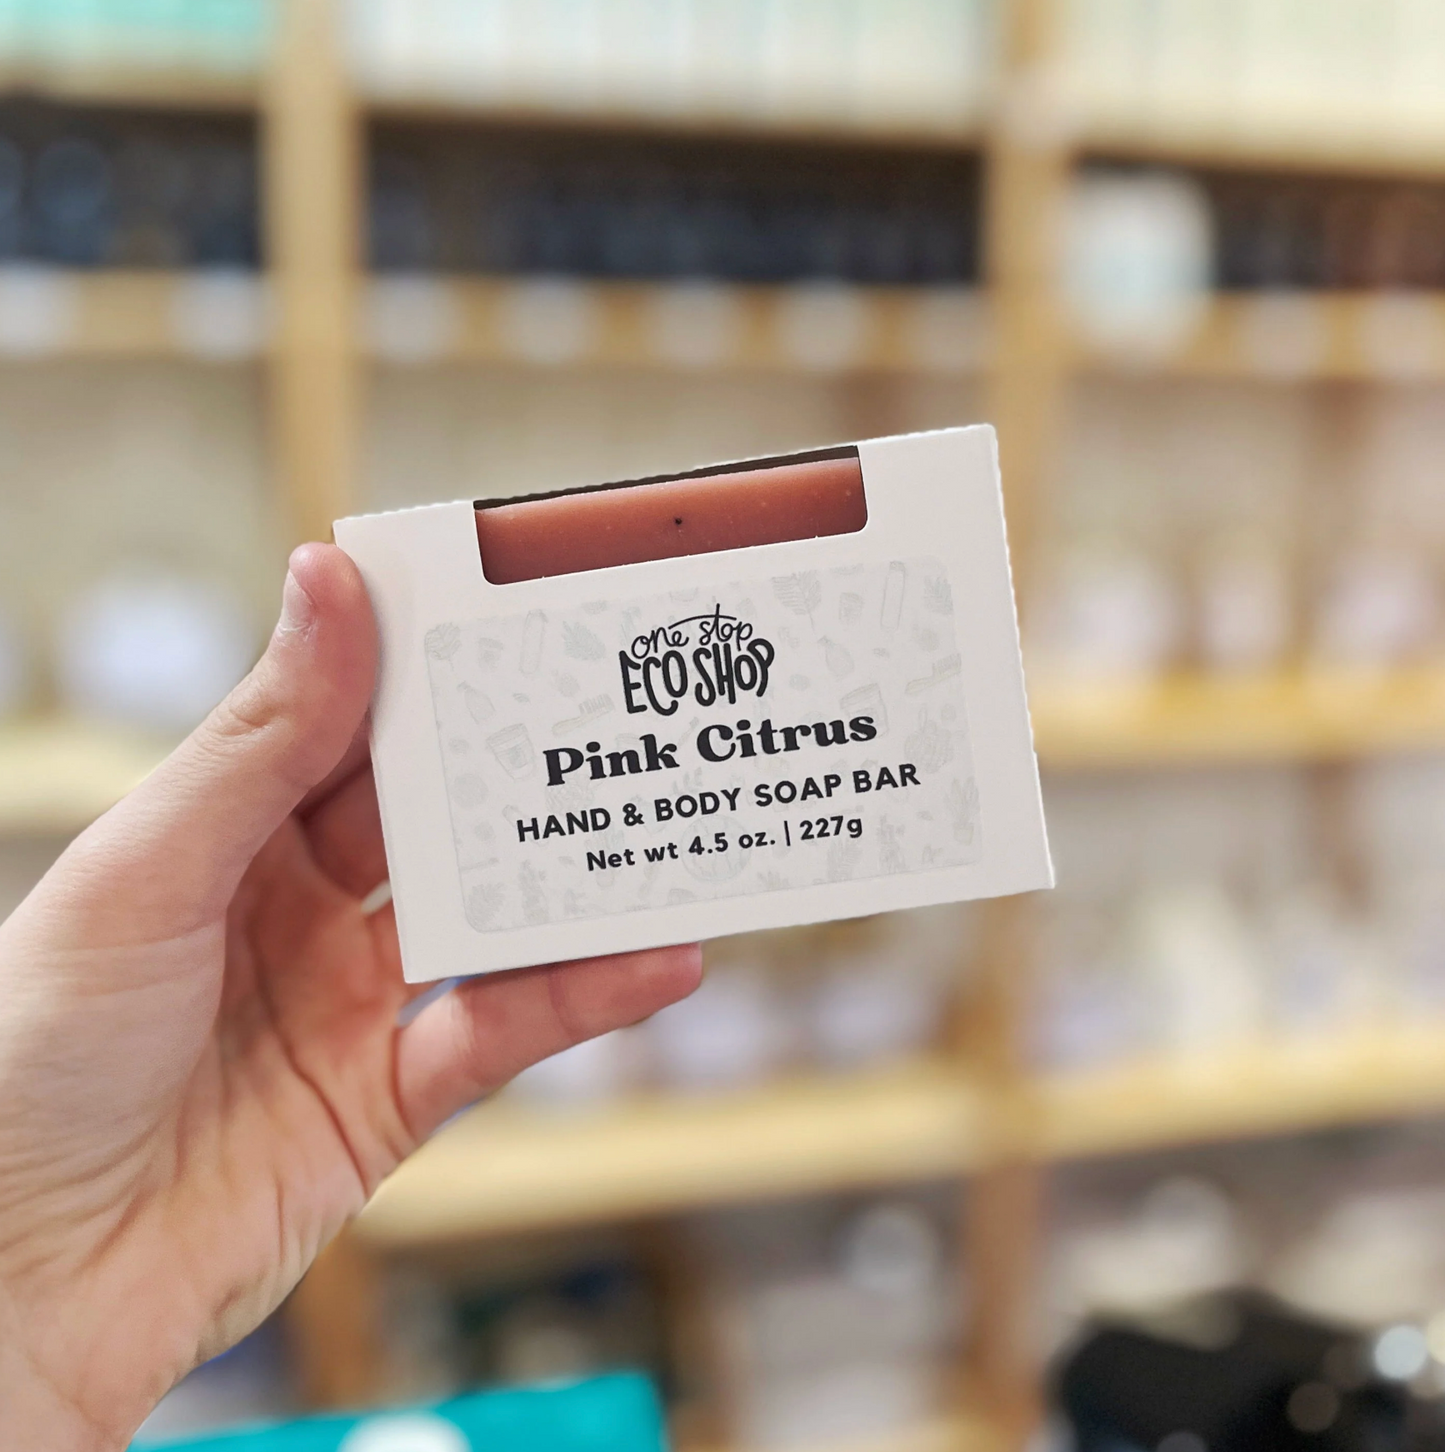 one stop
ECO SHOP
Pink Citrus
HAND & BODY SOAP BAR
Net wt 4.5 oz. | 227g